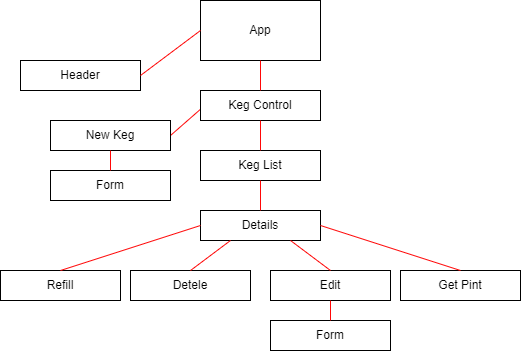 App
Header
Keg Control
New Keg
Keg List
Form
Details
Refill
Detele
Edit
Get Pint
Form